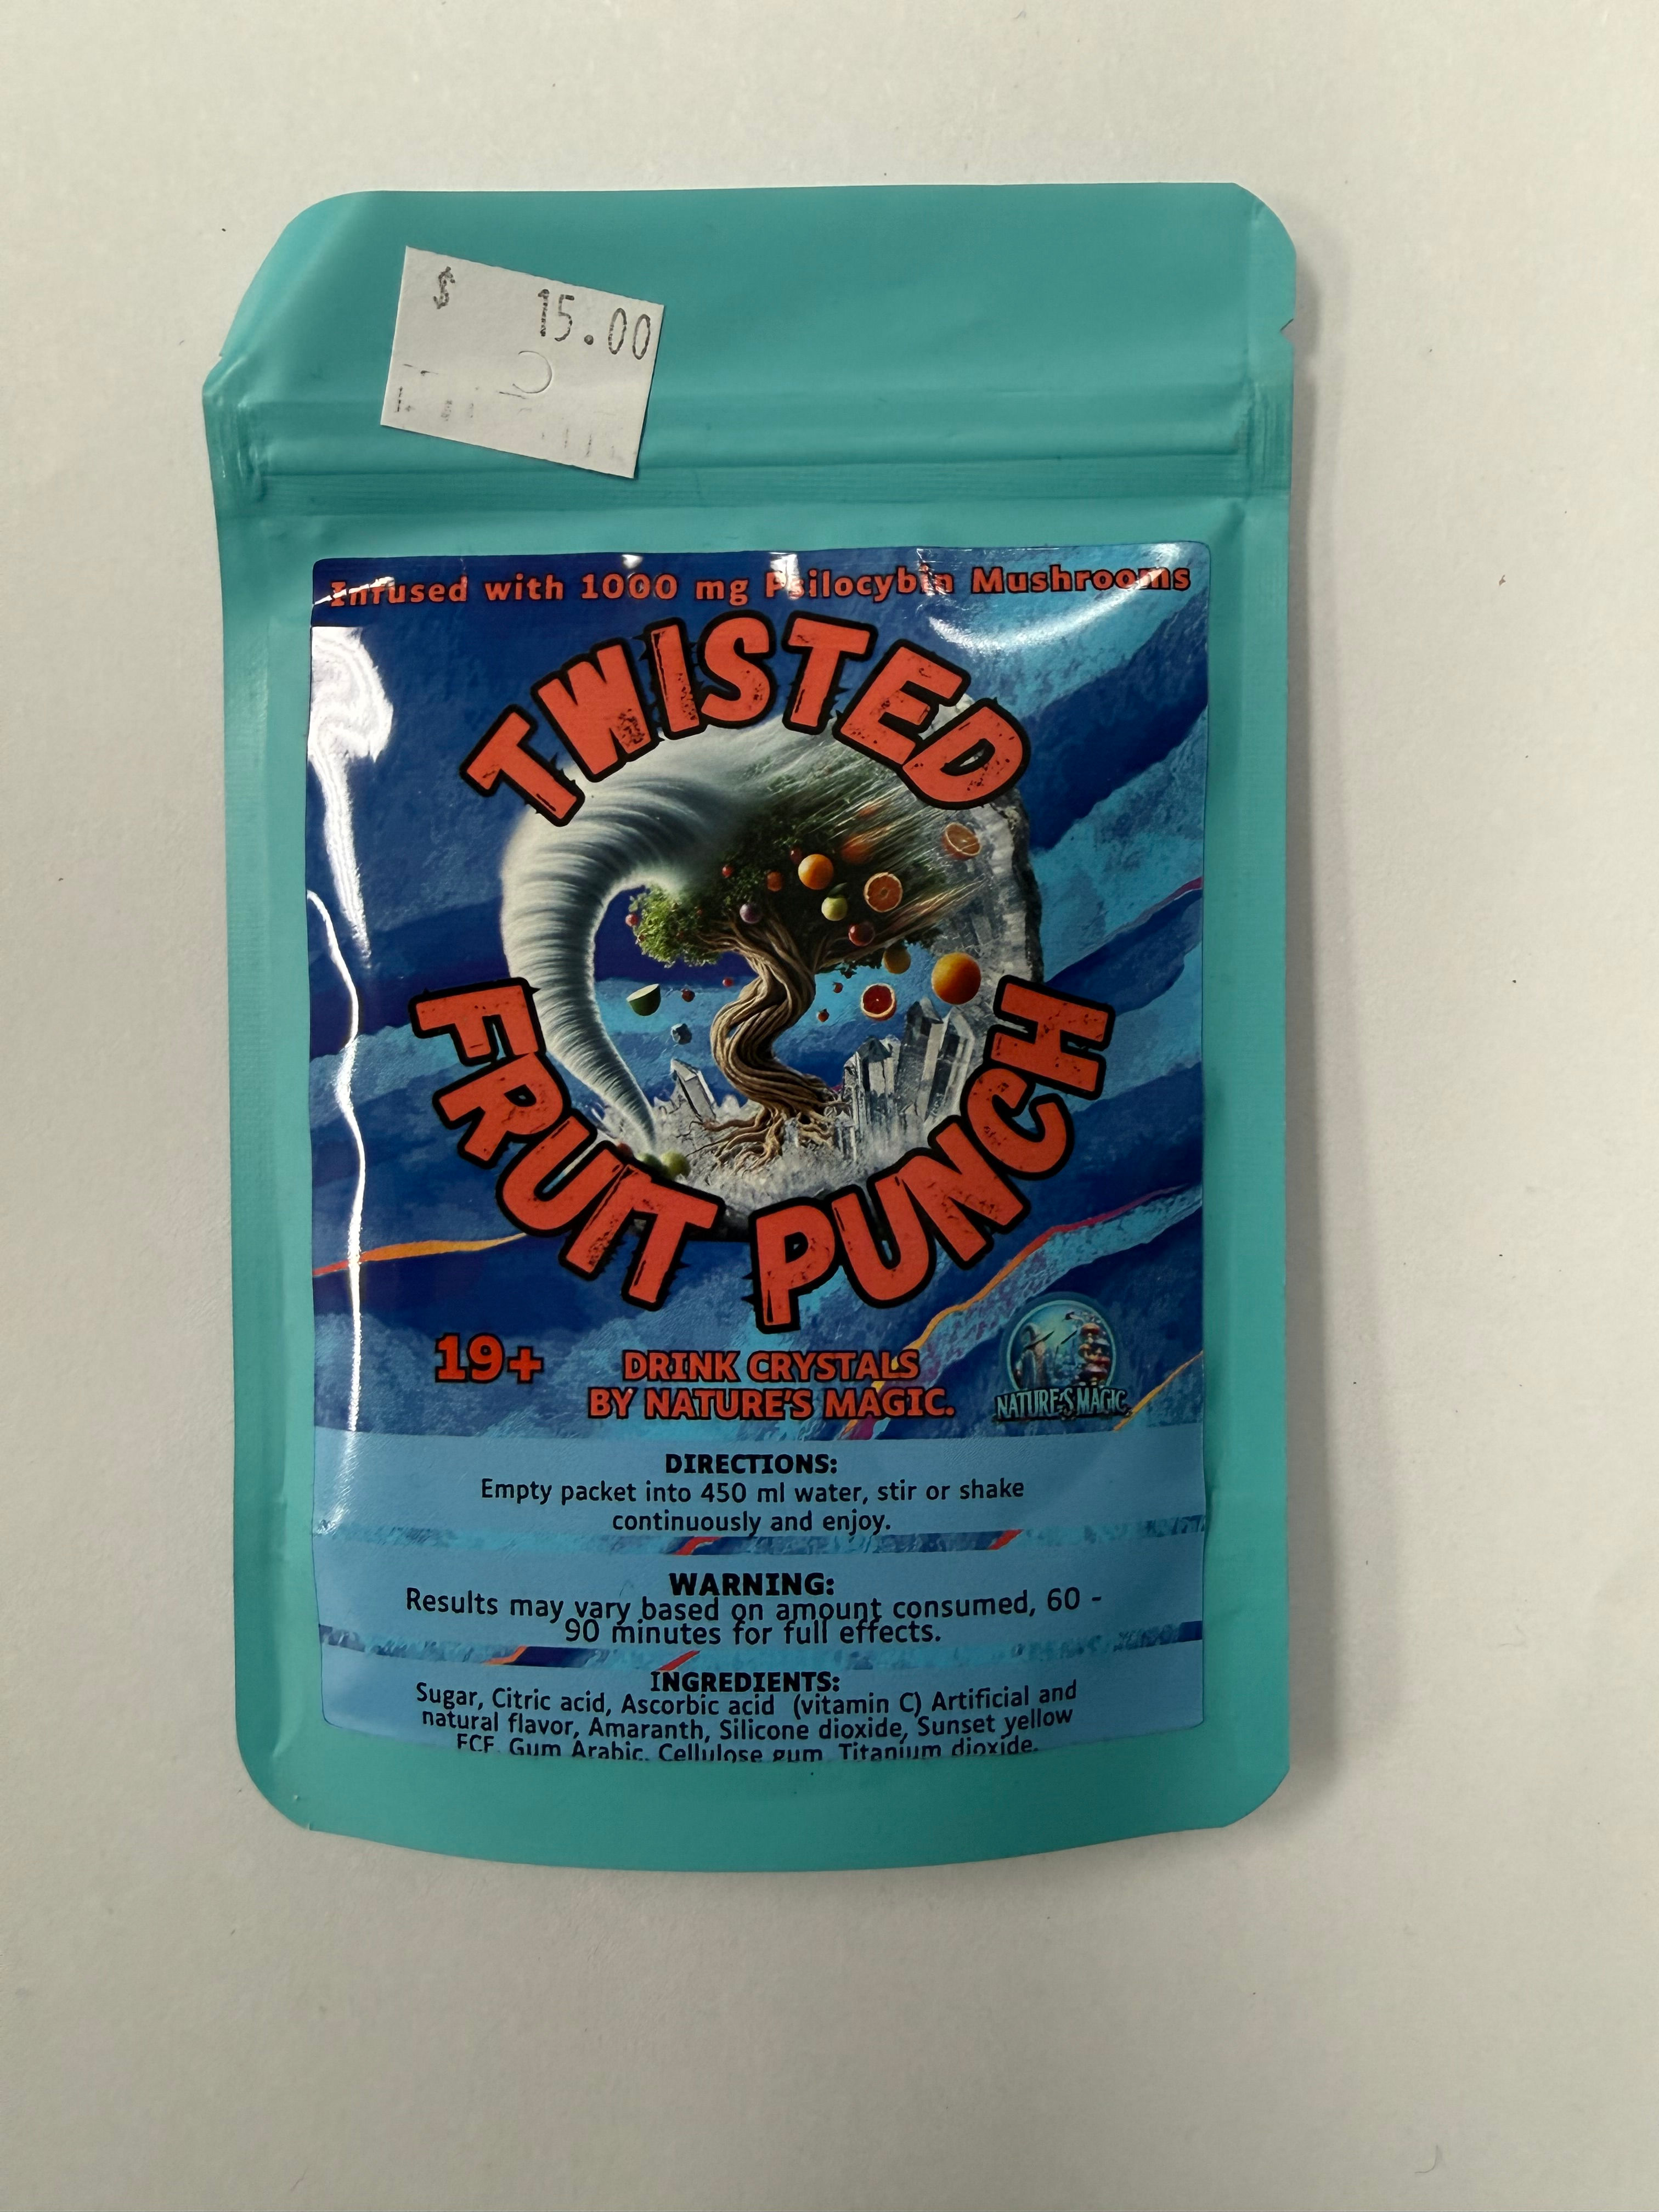 $ 15.00
Infused with 1000 mg Psilocybin Mushrooms
TWISTED
FRUIT PUNCH
19+
DRINK CRYSTALS
BY NATURE'S MAGIC.
NATURE'S MAGIC
DIRECTIONS:
Empty packet into 450 ml water, stir or shake
continuously and enjoy.
WARNING:
Results may vary based on amount consumed, 60 -
90 minutes for full effects.
INGREDIENTS:
Sugar, Citric acid, Ascorbic acid (vitamin C) Artificial and
natural flavor, Amaranth, Silicone dioxide, Sunset yellow
FCF, Gum Arabic, Cellulose gum, Titanium dioxide.